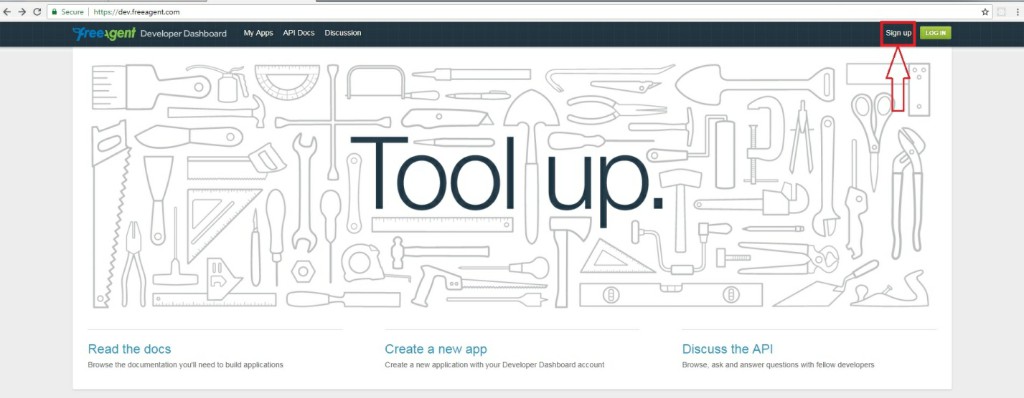 Secure | https://dev.freeagent.com
freeagent Developer Dashboard My Apps API Docs Discussion Sign up LOG IN
Tool up.
Read the docs
Browse the documentation you'll need to build applications
Create a new app
Create a new application with your Developer Dashboard account
Discuss the API
Browse, ask and answer questions with fellow developers